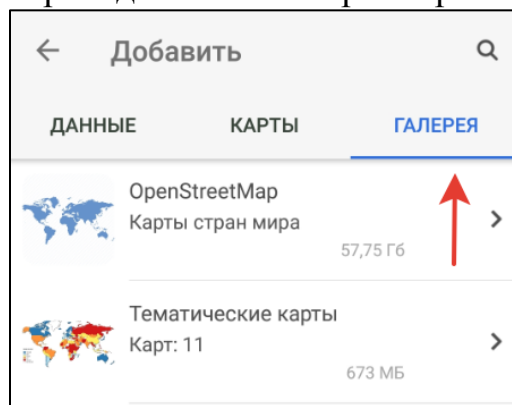 Добавить
ДАННЫЕ КАРТЫ ГАЛЕРЕЯ
OpenStreetMap
Карты стран мира
57,75 Гб
Тематические карты
Карт: 11
673 МБ